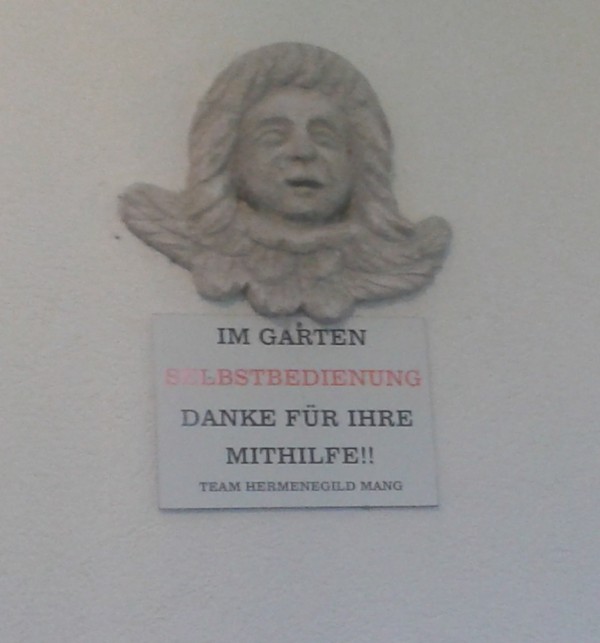 IM GARTEN
SELBSTBEDIENUNG
DANKE FÜR IHRE
MITHILFE!!
TEAM HERMENEGILD MANG